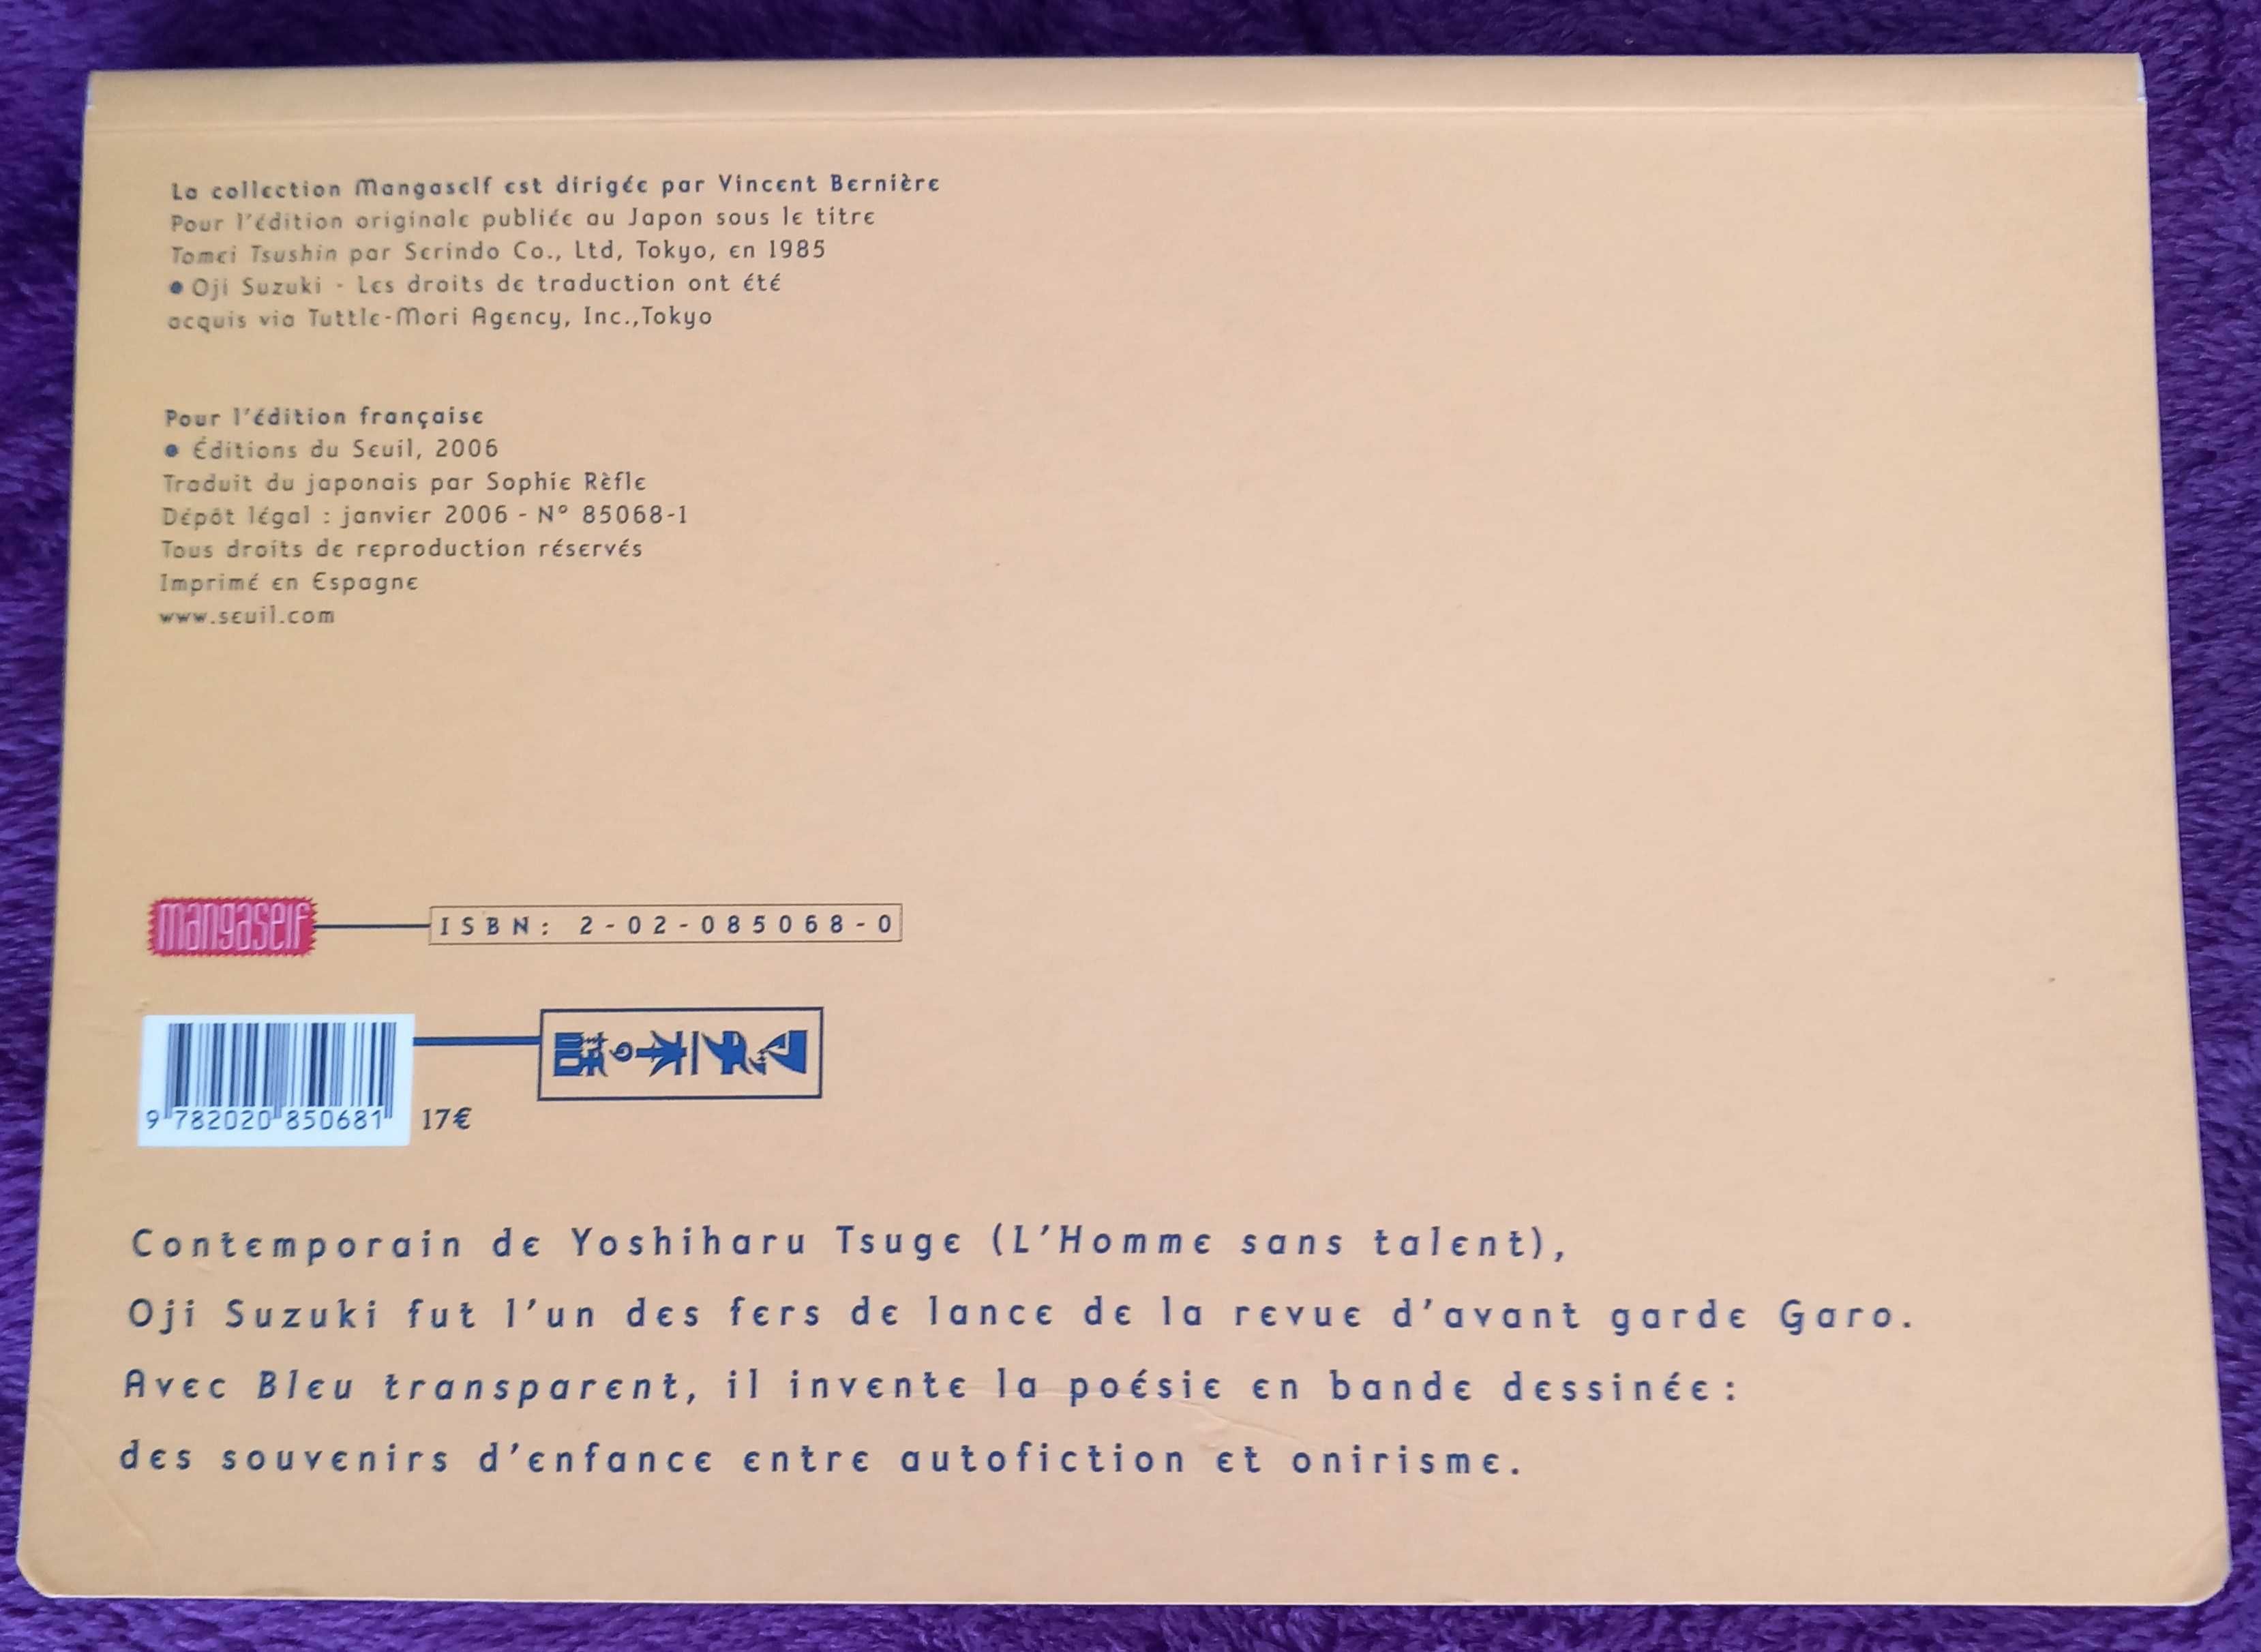 La collection Mangaself est dirigée par Vincent Bernière
Pour l'édition originale publiée au Japon sous le titre
Tomei Tsushin par Serindo Co., Ltd, Tokyo, en 1985
• Oji Suzuki - Les droits de traduction ont été
acquis via Tuttle-Mori Agency, Inc.,Tokyo
Pour l'édition française
• Éditions du Seuil, 2006
Traduit du japonais par Sophie Rèfle
Dépôt légal : janvier 2006 - N° 85068-1
Tous droits de reproduction réservés
Imprimé en Espagne
www.seuil.com
mangaself
ISBN: 2-02-085068-0
9 782020 850681
17€
Contemporain de Yoshiharu Tsuge (L'Homme sans talent),
Oji Suzuki fut l'un des fers de lance de la revue d'avant garde Garo.
Avec Bleu transparent, il invente la poésie en bande dessinée:
des souvenirs d'enfance entre autofiction et onirisme.